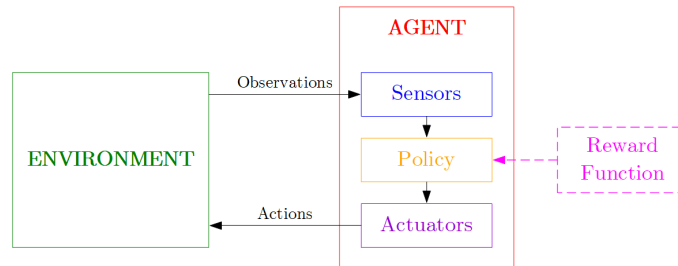 AGENT
Observations
Sensors
ENVIRONMENT
Policy
Reward
Function
Actions
Actuators